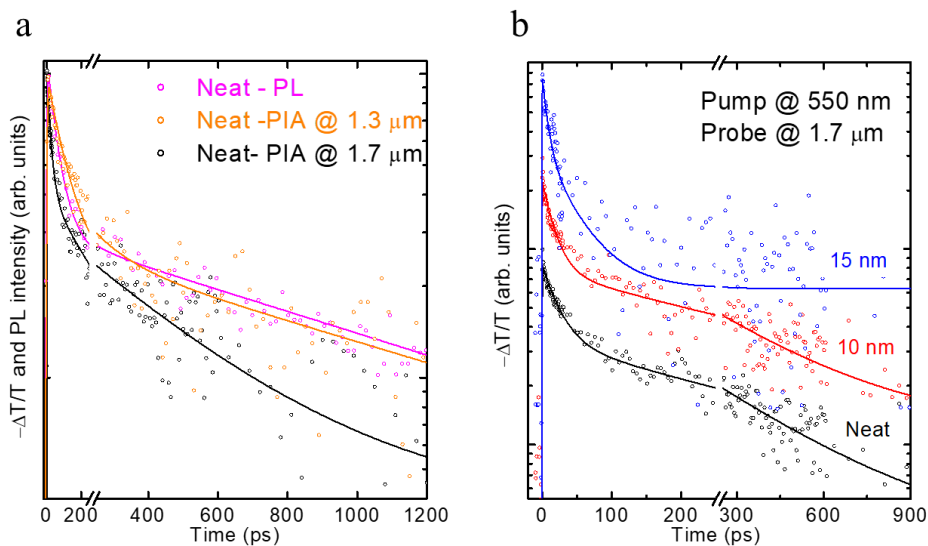 a
−ΔT/T and PL intensity (arb. units)
Neat - PL
Neat -PIA @ 1.3 μm
Neat- PIA @ 1.7 μm
0 200 400 600 800 1000 1200
Time (ps)
b
−ΔT/T (arb. units)
Pump @ 550 nm
Probe @ 1.7 μm
15 nm
10 nm
Neat
0 100 200 300 600 900
Time (ps)